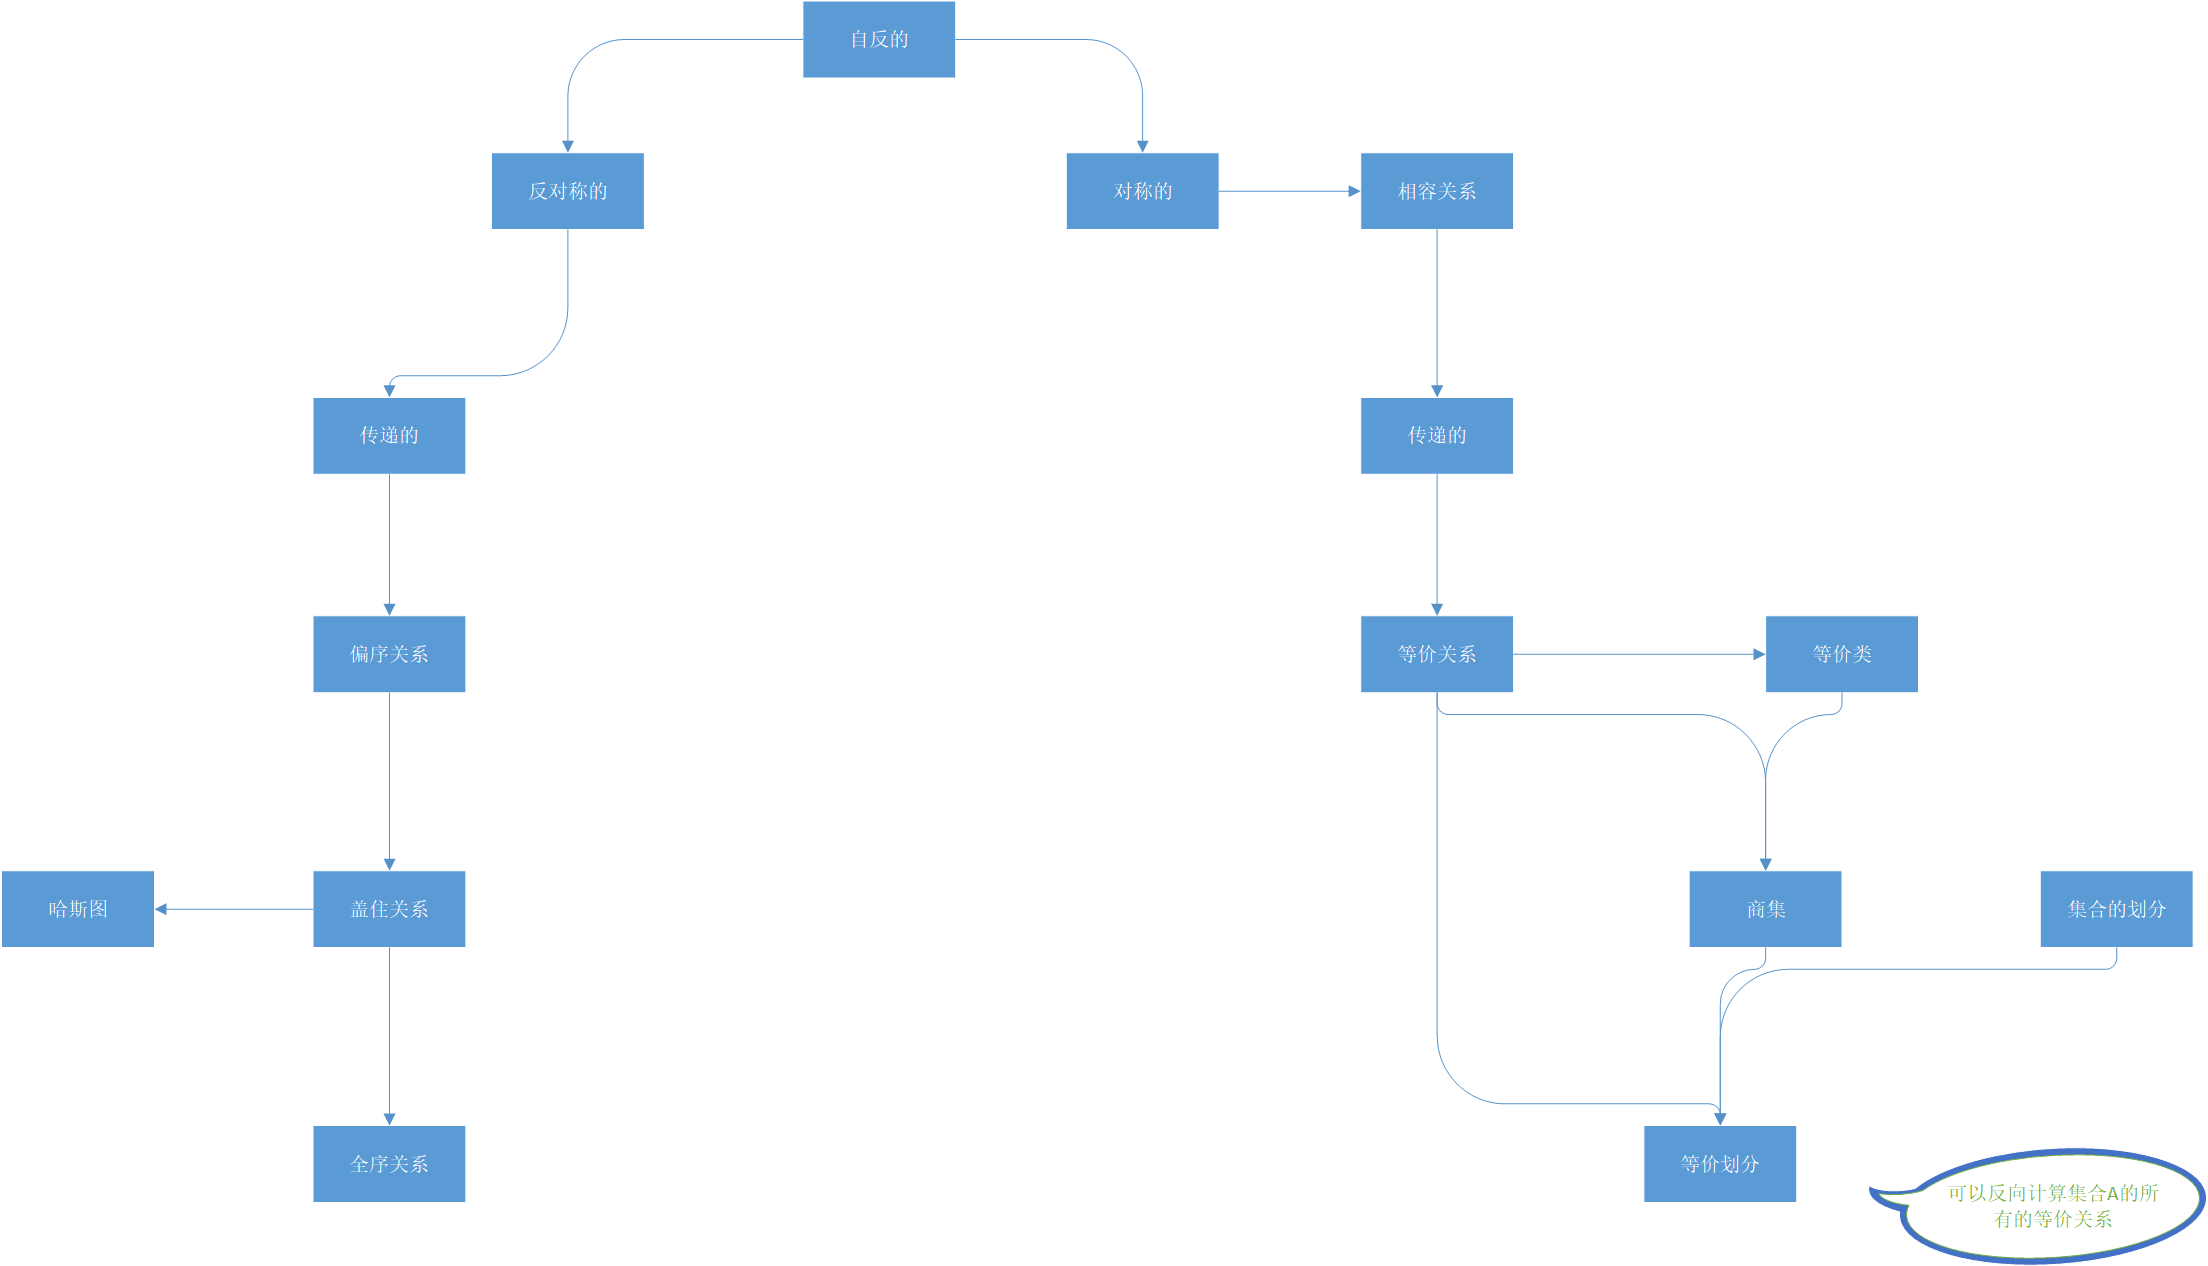 自反的
反对称的
对称的
相容关系
传递的
传递的
偏序关系
等价关系
等价类
哈斯图
盖住关系
商集
集合的划分
全序关系
等价划分
可以反向计算集合A的所
有的等价关系